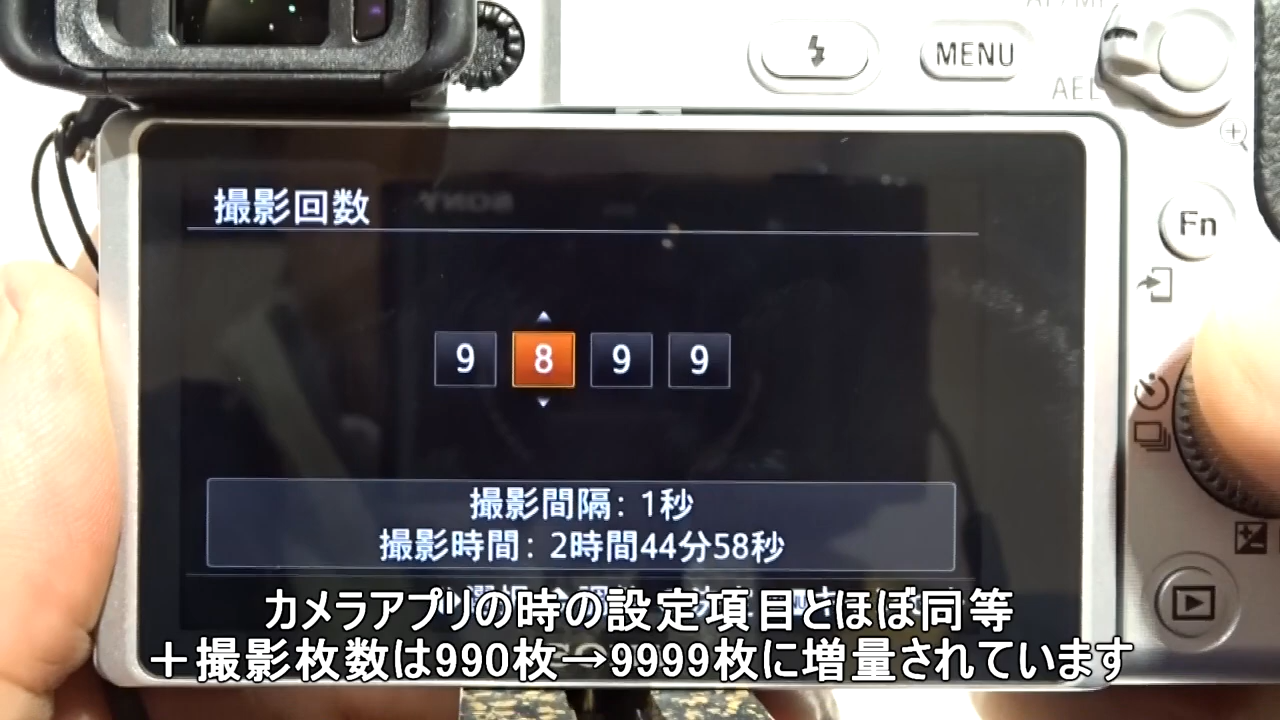 AF/MF
MENU
AEL
撮影回数
SONY
Fn
9 8 9 9
撮影間隔: 1秒
撮影時間: 2時間44分58秒
カメラアプリの時の設定項目とほぼ同等
＋撮影枚数は990枚→9999枚に増量されています